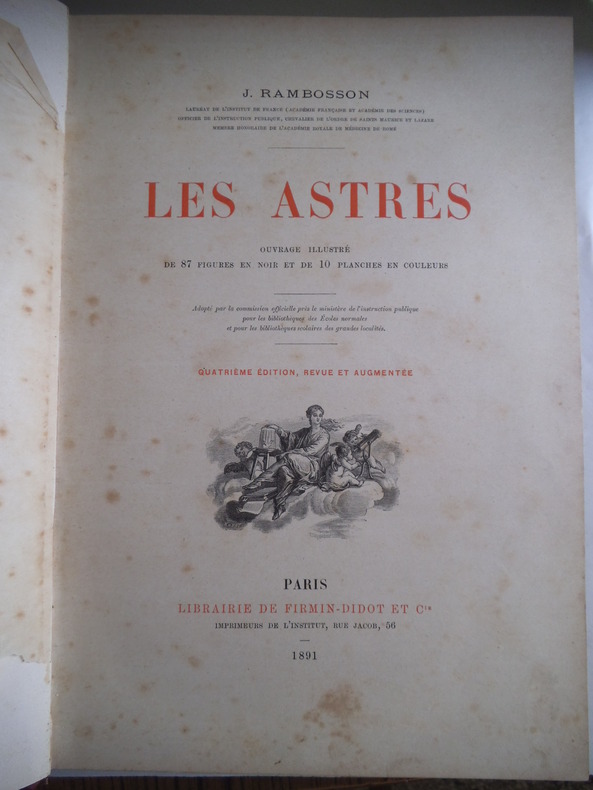 J. RAMBOSSON
LAURÉAT DE L'INSTITUT DE FRANCE (ACADÉMIE FRANÇAISE ET ACADÉMIE DES SCIENCES)
OFFICIER DE L'INSTRUCTION PUBLIQUE, CHEVALIER DE L'ORDRE DE SAINTS MAURICE ET LAZARE
MEMBRE HONORAIRE DE L'ACADÉMIE ROYALE DE MÉDECINE DE ROME
LES ASTRES
OUVRAGE ILLUSTRÉ
DE 87 FIGURES EN NOIR ET DE 10 PLANCHES EN COULEURS
Adopté par la commission officielle près le ministère de l'instruction publique
pour les bibliothèques des Écoles normales
et pour les bibliothèques scolaires des grandes localités.
QUATRIÈME ÉDITION, REVUE ET AUGMENTÉE
PARIS
LIBRAIRIE DE FIRMIN-DIDOT ET Cie
IMPRIMEURS DE L'INSTITUT, RUE JACOB, 56
1891